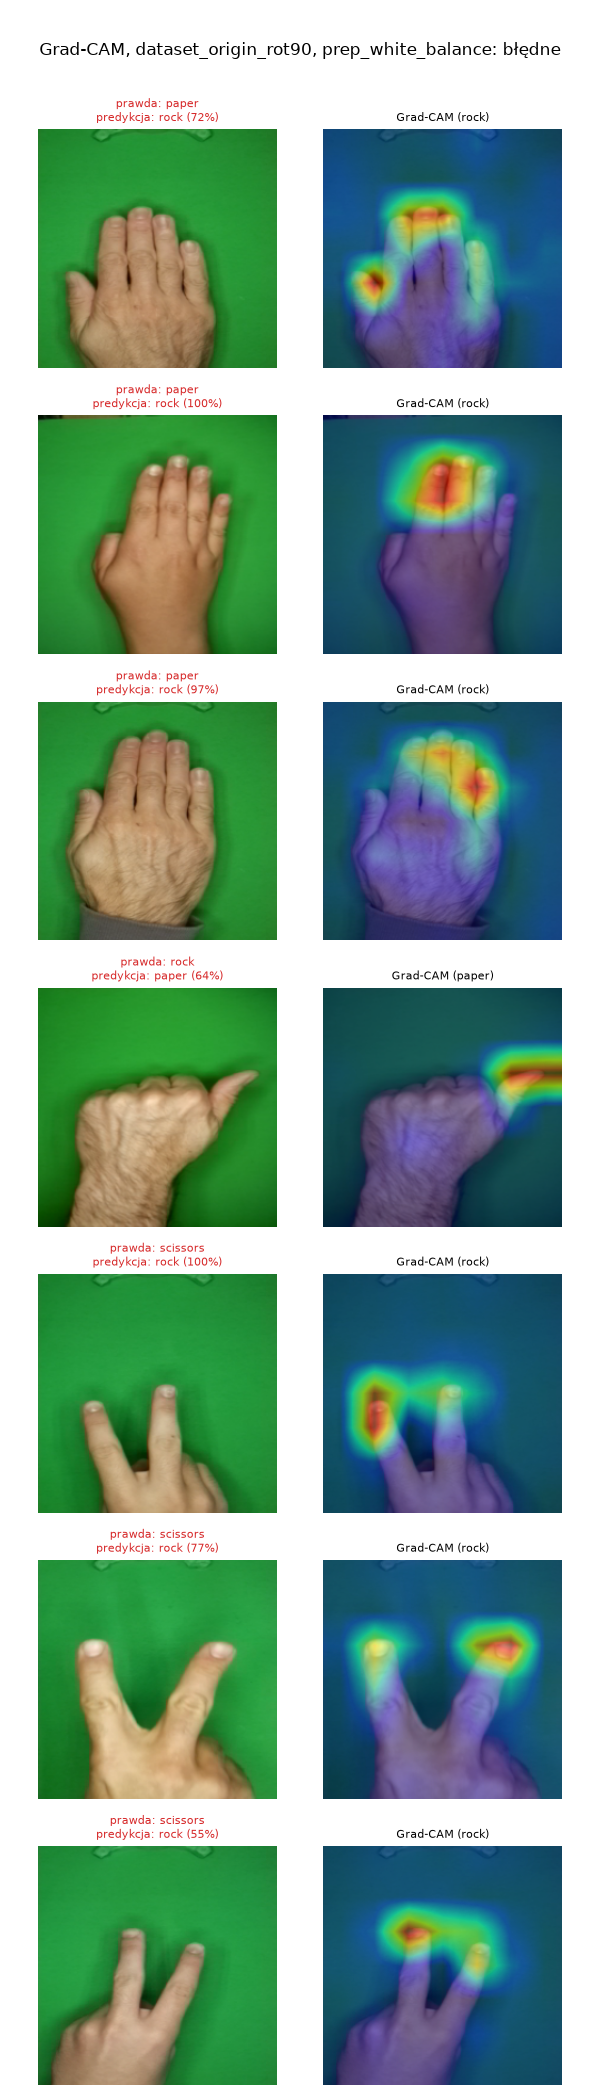 Grad-CAM, dataset_origin_rot90, prep_white_balance: błędne
prawda: paper
predykcja: rock (72%)
Grad-CAM (rock)
prawda: paper
predykcja: rock (100%)
Grad-CAM (rock)
prawda: paper
predykcja: rock (97%)
Grad-CAM (rock)
prawda: rock
predykcja: paper (64%)
Grad-CAM (paper)
prawda: scissors
predykcja: rock (100%)
Grad-CAM (rock)
prawda: scissors
predykcja: rock (77%)
Grad-CAM (rock)
prawda: scissors
predykcja: rock (55%)
Grad-CAM (rock)